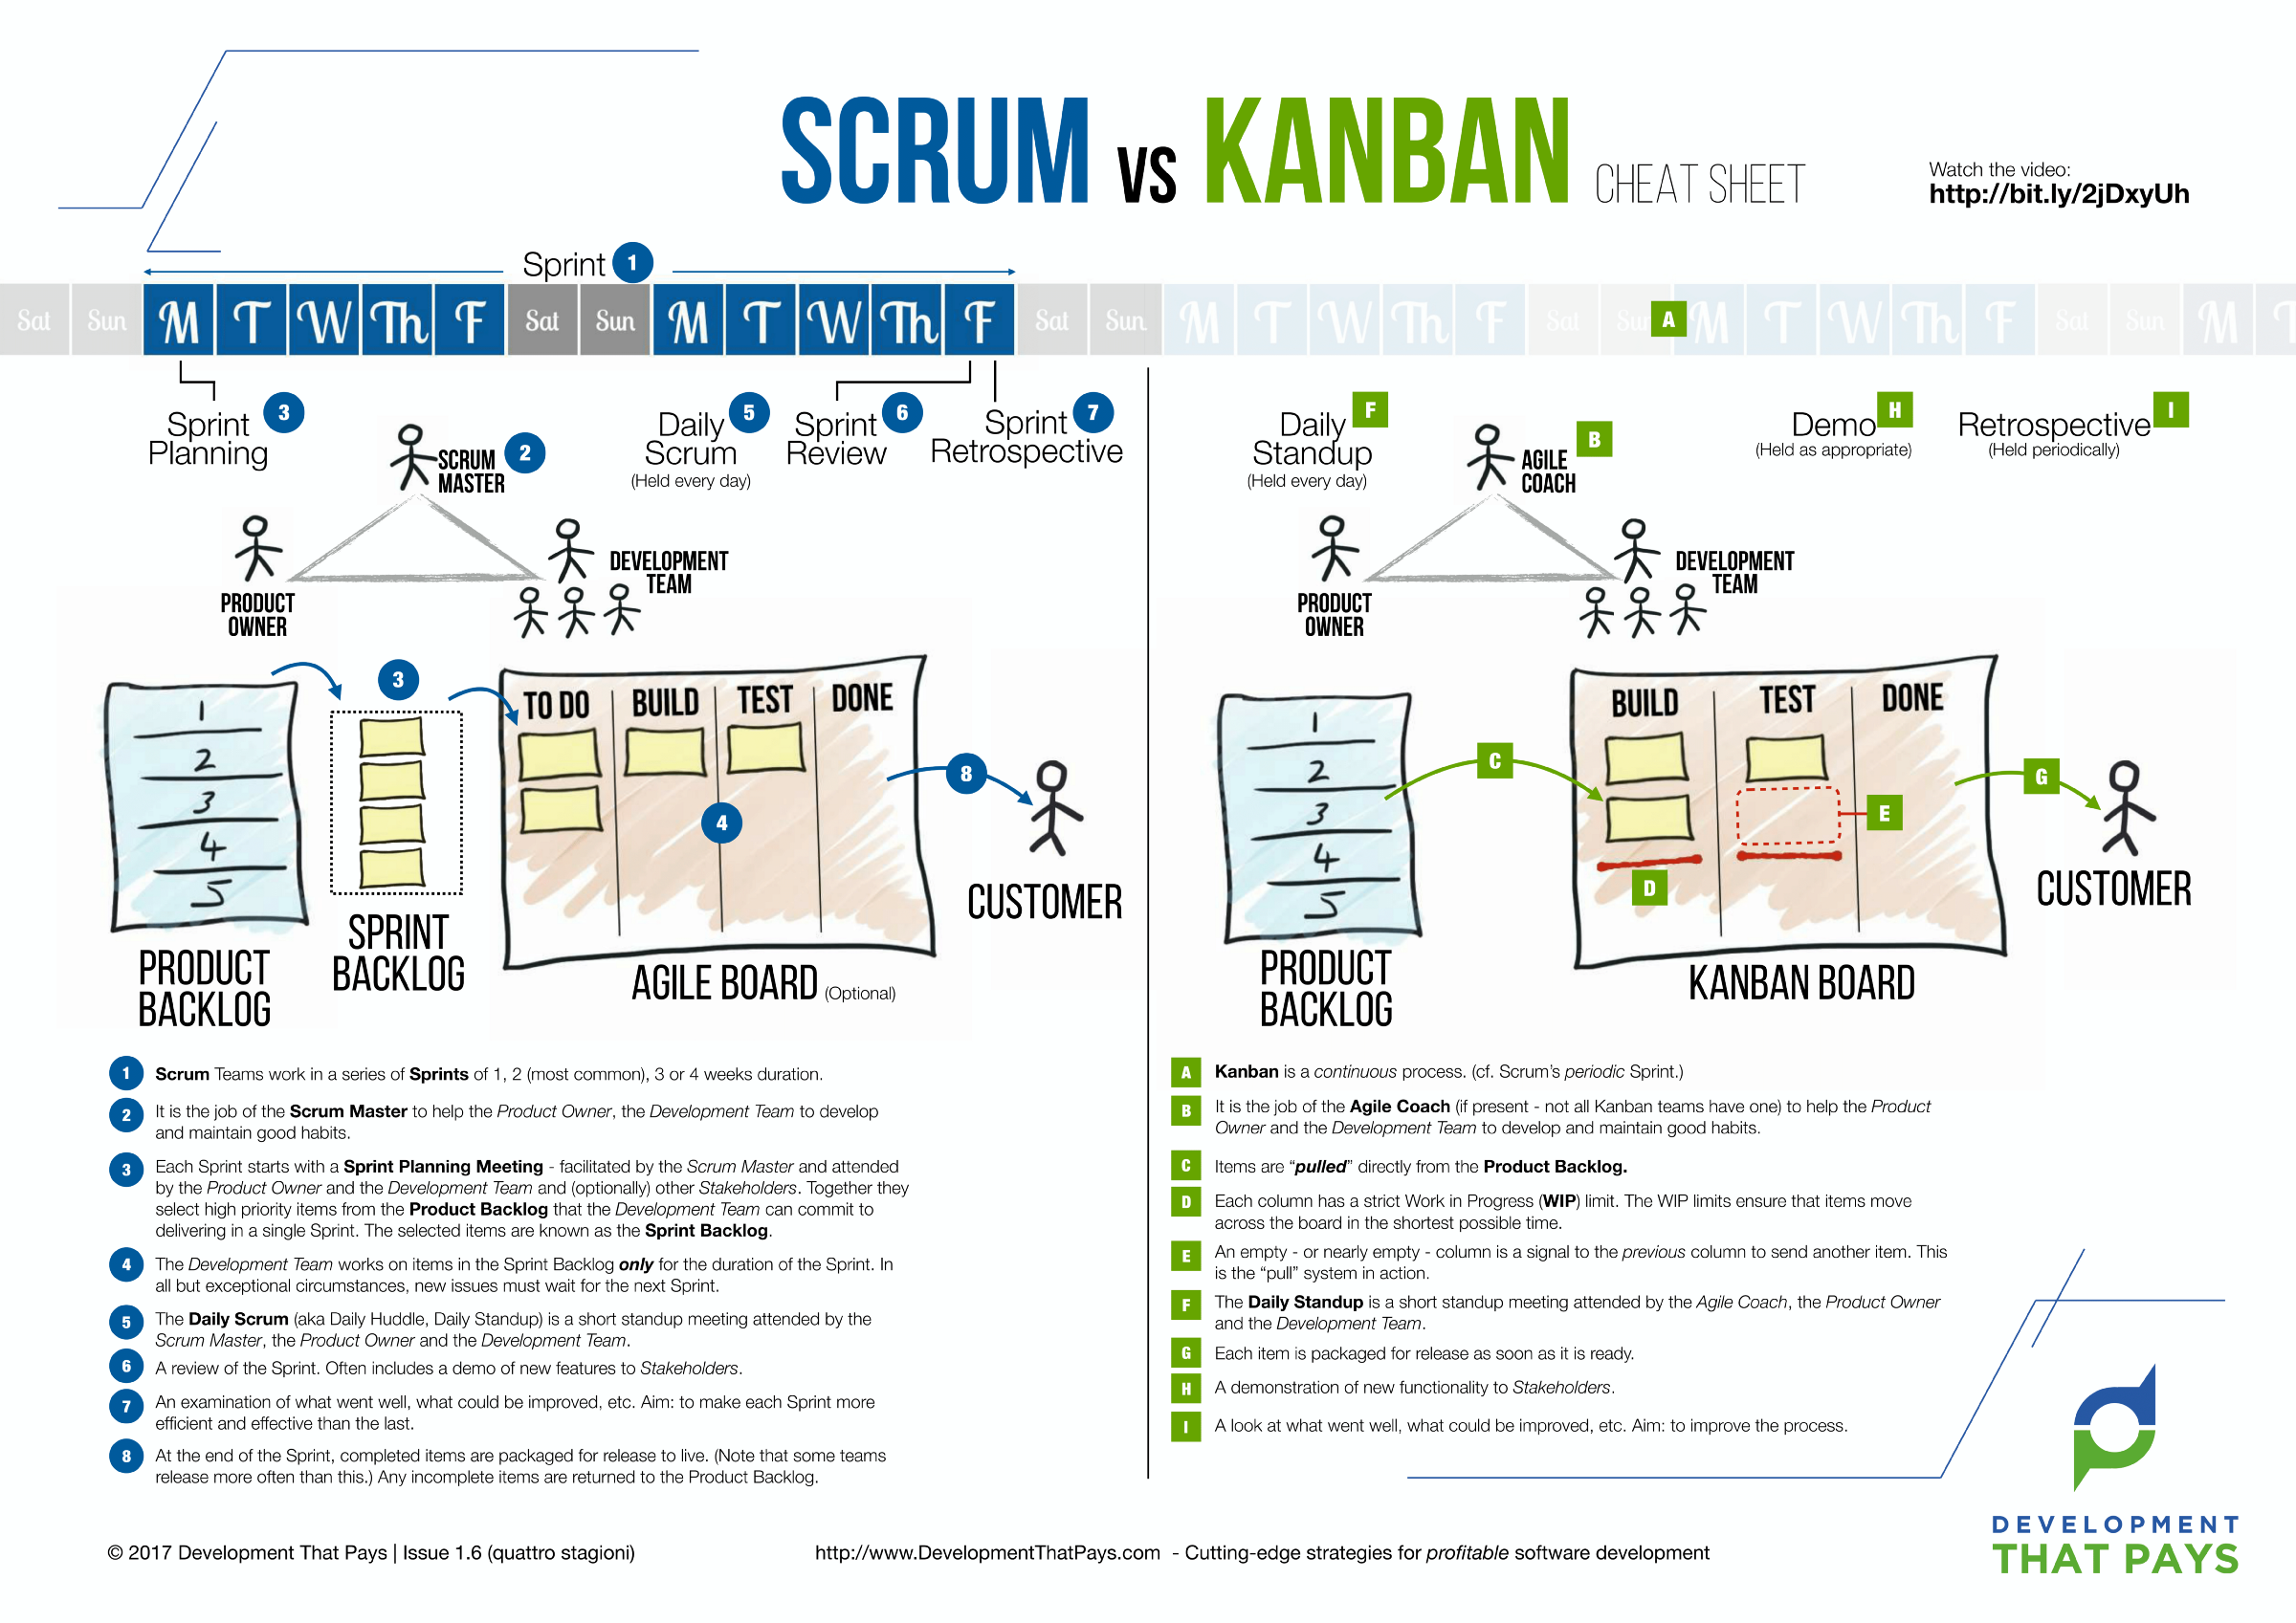 SCRUM VS KANBAN CHEAT SHEET
Watch the video:
http://bit.ly/2jDxyUh
Sprint 1
Sat Sun M T W Th F Sat Sun M T W Th F Sat Sun M T W Th F Sat Sun A M T W Th F Sat Sun M T
Sprint 3
Planning
SCRUM 2
MASTER
Daily 5
Scrum
(Held every day)
Sprint 6
Review
Sprint 7
Retrospective
PRODUCT
OWNER
DEVELOPMENT
TEAM
3
1
2
3
4
5
PRODUCT
BACKLOG
SPRINT
BACKLOG
TO DO BUILD TEST DONE
4
8
AGILE BOARD (Optional)
CUSTOMER
Daily F
Standup
(Held every day)
AGILE B
COACH
Demo H
(Held as appropriate)
Retrospective I
(Held periodically)
PRODUCT
OWNER
DEVELOPMENT
TEAM
1
2
3
4
5
PRODUCT
BACKLOG
C
BUILD TEST DONE
E
D
G
KANBAN BOARD
CUSTOMER
1 Scrum Teams work in a series of Sprints of 1, 2 (most common), 3 or 4 weeks duration.
2 It is the job of the Scrum Master to help the Product Owner, the Development Team to develop
and maintain good habits.
3 Each Sprint starts with a Sprint Planning Meeting - facilitated by the Scrum Master and attended
by the Product Owner and the Development Team and (optionally) other Stakeholders. Together they
select high priority items from the Product Backlog that the Development Team can commit to
delivering in a single Sprint. The selected items are known as the Sprint Backlog.
4 The Development Team works on items in the Sprint Backlog only for the duration of the Sprint. In
all but exceptional circumstances, new issues must wait for the next Sprint.
5 The Daily Scrum (aka Daily Huddle, Daily Standup) is a short standup meeting attended by the
Scrum Master, the Product Owner and the Development Team.
6 A review of the Sprint. Often includes a demo of new features to Stakeholders.
7 An examination of what went well, what could be improved, etc. Aim: to make each Sprint more
efficient and effective than the last.
8 At the end of the Sprint, completed items are packaged for release to live. (Note that some teams
release more often than this.) Any incomplete items are returned to the Product Backlog.
A Kanban is a continuous process. (cf. Scrum's periodic Sprint.)
B It is the job of the Agile Coach (if present - not all Kanban teams have one) to help the Product
Owner and the Development Team to develop and maintain good habits.
C Items are “pulled” directly from the Product Backlog.
D Each column has a strict Work in Progress (WIP) limit. The WIP limits ensure that items move
across the board in the shortest possible time.
E An empty - or nearly empty - column is a signal to the previous column to send another item. This
is the “pull” system in action.
F The Daily Standup is a short standup meeting attended by the Agile Coach, the Product Owner
and the Development Team.
G Each item is packaged for release as soon as it is ready.
H A demonstration of new functionality to Stakeholders.
I A look at what went well, what could be improved, etc. Aim: to improve the process.
© 2017 Development That Pays | Issue 1.6 (quattro stagioni)
http://www.DevelopmentThatPays.com - Cutting-edge strategies for profitable software development
DEVELOPMENT
THAT PAYS